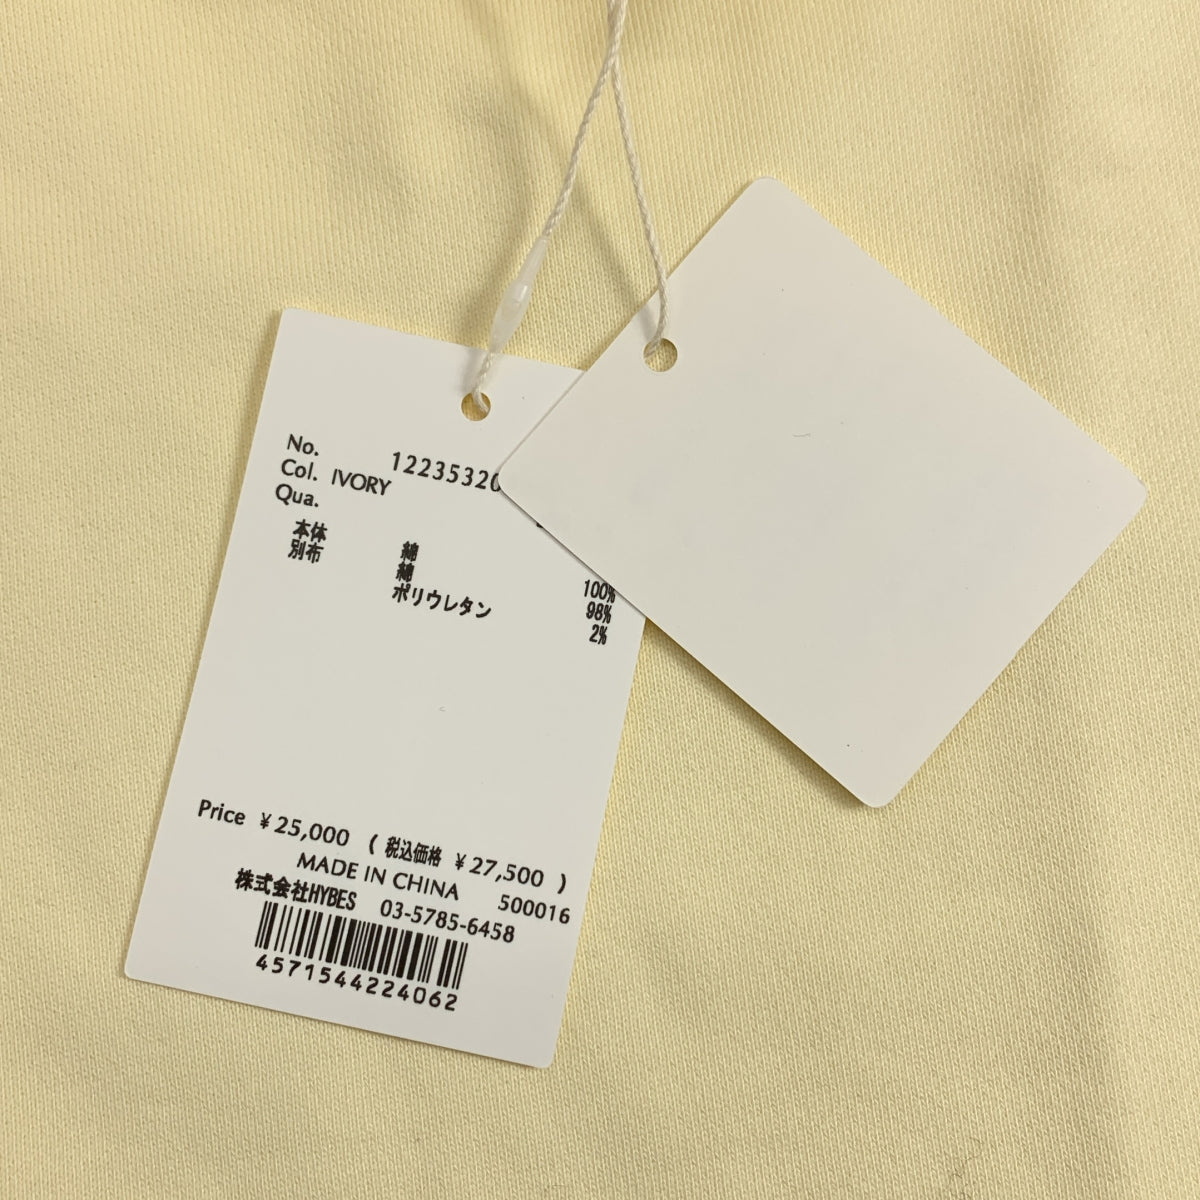 No. 12235320
Col. IVORY
Qua.
本体 綿 100%
別布 綿 98%
ポリウレタン 2%
Price ¥25,000 ( 税込価格 ¥27,500 )
MADE IN CHINA 500016
株式会社HYBES 03-5785-6458
4571544224062